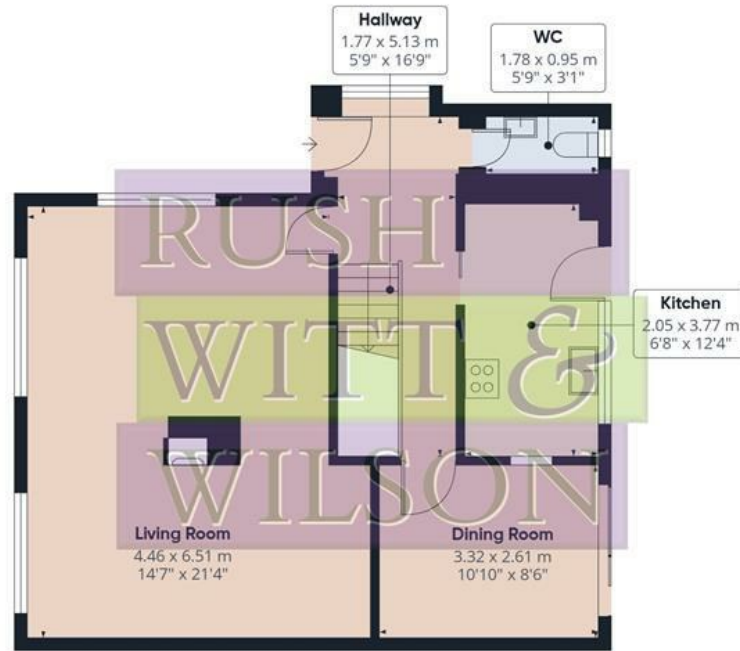 Hallway
1.77 x 5.13 m
5'9" x 16'9"
WC
1.78 x 0.95 m
5'9" x 3'1"
RUSH
WITT &
WILSON
Kitchen
2.05 x 3.77 m
6'8" x 12'4"
Living Room
4.46 x 6.51 m
14'7" x 21'4"
Dining Room
3.32 x 2.61 m
10'10" x 8'6"